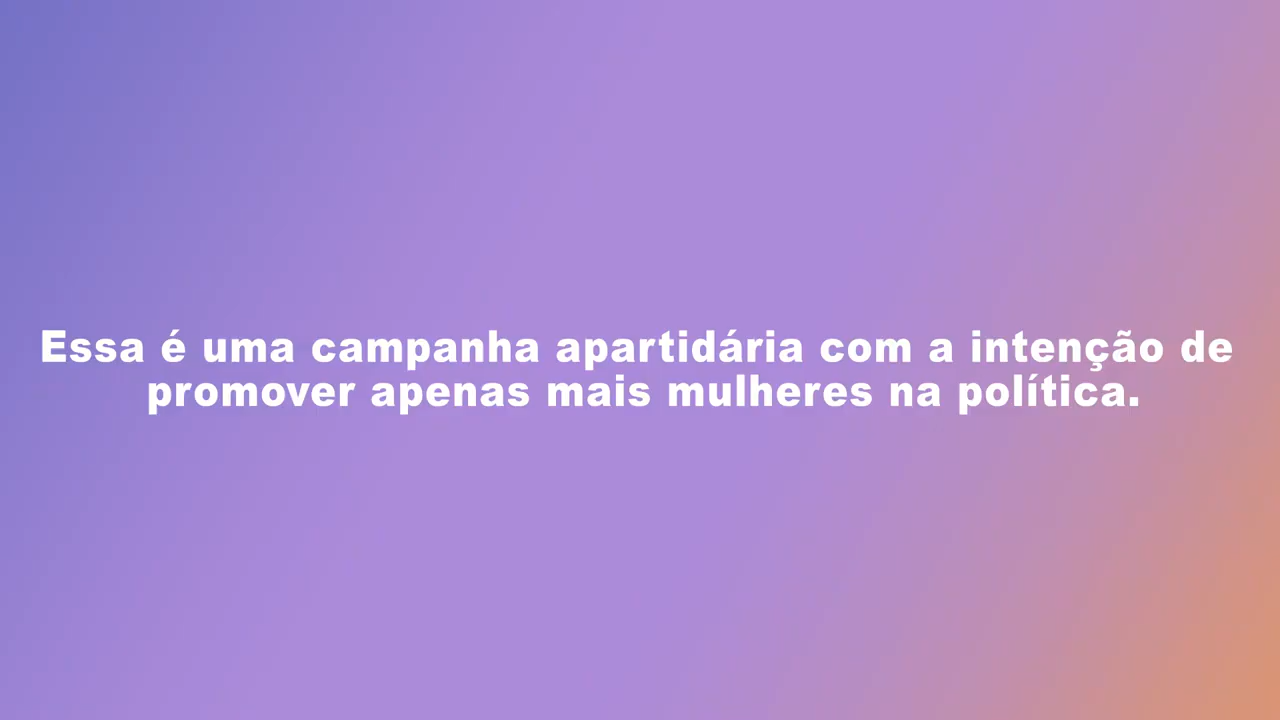 Essa é uma campanha apartidária com a intenção de
promover apenas mais mulheres na política.